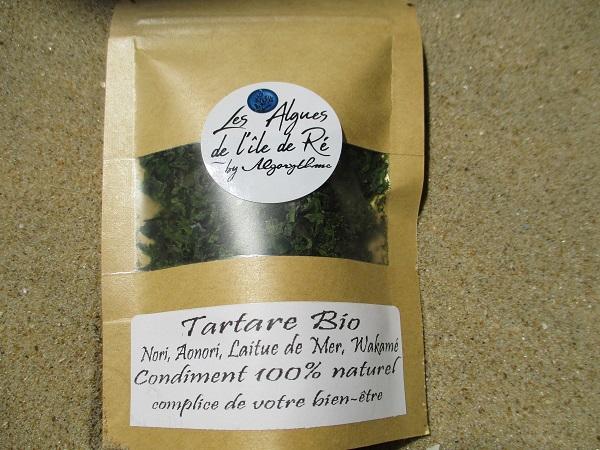 Les Algues
de l'île de Ré
by Algorythme
Tartare Bio
Nori, Aonori, Laitue de Mer, Wakamé
Condiment 100% naturel
complice de votre bien-être